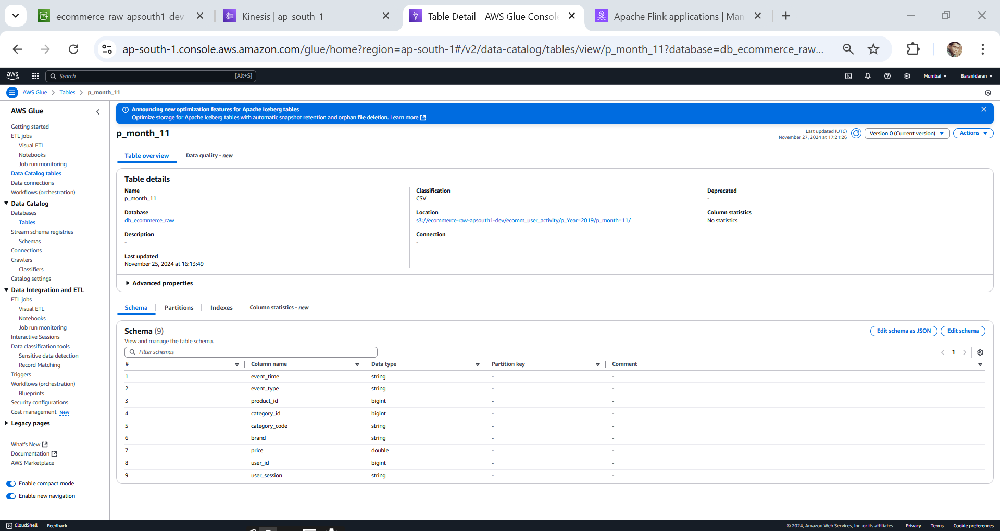 ecommerce-raw-apsouth1-dev
Kinesis | ap-south-1
Table Detail - AWS Glue Console
Apache Flink applications | Man
ap-south-1.console.aws.amazon.com/glue/home?region=ap-south-1#/v2/data-catalog/tables/view/p_month_11?database=db_ecommerce_raw...
aws
Search
[Alt+S]
Mumbai
Baranidaran
AWS Glue
Tables
p_month_11
AWS Glue
Getting started
ETL jobs
Visual ETL
Notebooks
Job run monitoring
Data Catalog tables
Data connections
Workflows (orchestration)
Data Catalog
Databases
Tables
Stream schema registries
Schemas
Connections
Crawlers
Classifiers
Catalog settings
Data Integration and ETL
ETL jobs
Visual ETL
Notebooks
Job run monitoring
Interactive Sessions
Data classification tools
Sensitive data detection
Record Matching
Triggers
Workflows (orchestration)
Blueprints
Security configurations
Cost management New
Legacy pages
What's New
Documentation
AWS Marketplace
Enable compact mode
Enable new navigation
Announcing new optimization features for Apache Iceberg tables
Optimize storage for Apache Iceberg tables with automatic snapshot retention and orphan file deletion. Learn more
p_month_11
Last updated (UTC)
November 27, 2024 at 17:21:26
Version 0 (Current version)
Actions
Table overview
Data quality - new
Table details
Name
p_month_11
Database
db_ecommerce_raw
Description
-
Last updated
November 25, 2024 at 16:13:49
Classification
CSV
Location
s3://ecommerce-raw-apsouth1-dev/ecomm_user_activity/p_Year=2019/p_month=11/
Connection
-
Deprecated
-
Column statistics
No statistics
Advanced properties
Schema
Partitions
Indexes
Column statistics - new
Schema (9)
View and manage the table schema.
Edit schema as JSON
Edit schema
Filter schemas
1
# Column name Data type Partition key Comment
1 event_time string - -
2 event_type string - -
3 product_id bigint - -
4 category_id bigint - -
5 category_code string - -
6 brand string - -
7 price double - -
8 user_id bigint - -
9 user_session string - -
CloudShell
Feedback
© 2024, Amazon Web Services, Inc. or its affiliates.
Privacy
Terms
Cookie preferences